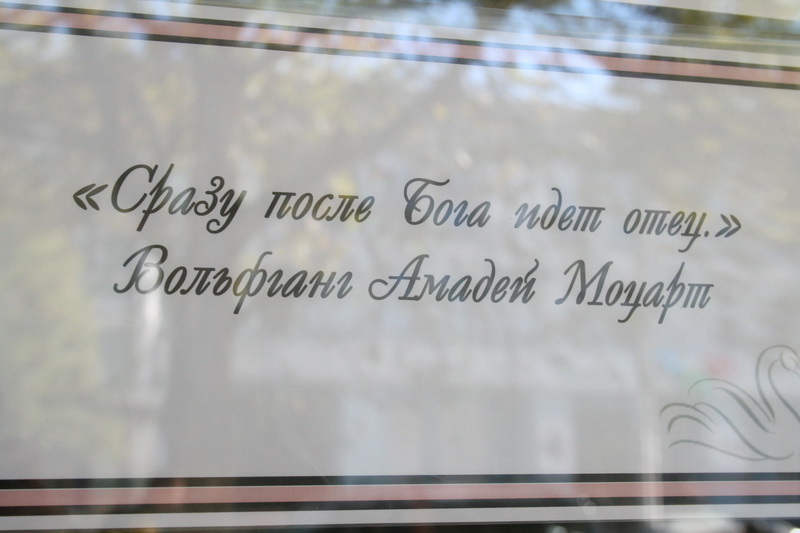 «Сразу после Бога идет отец.»
Вольфганг Амадей Моцарт